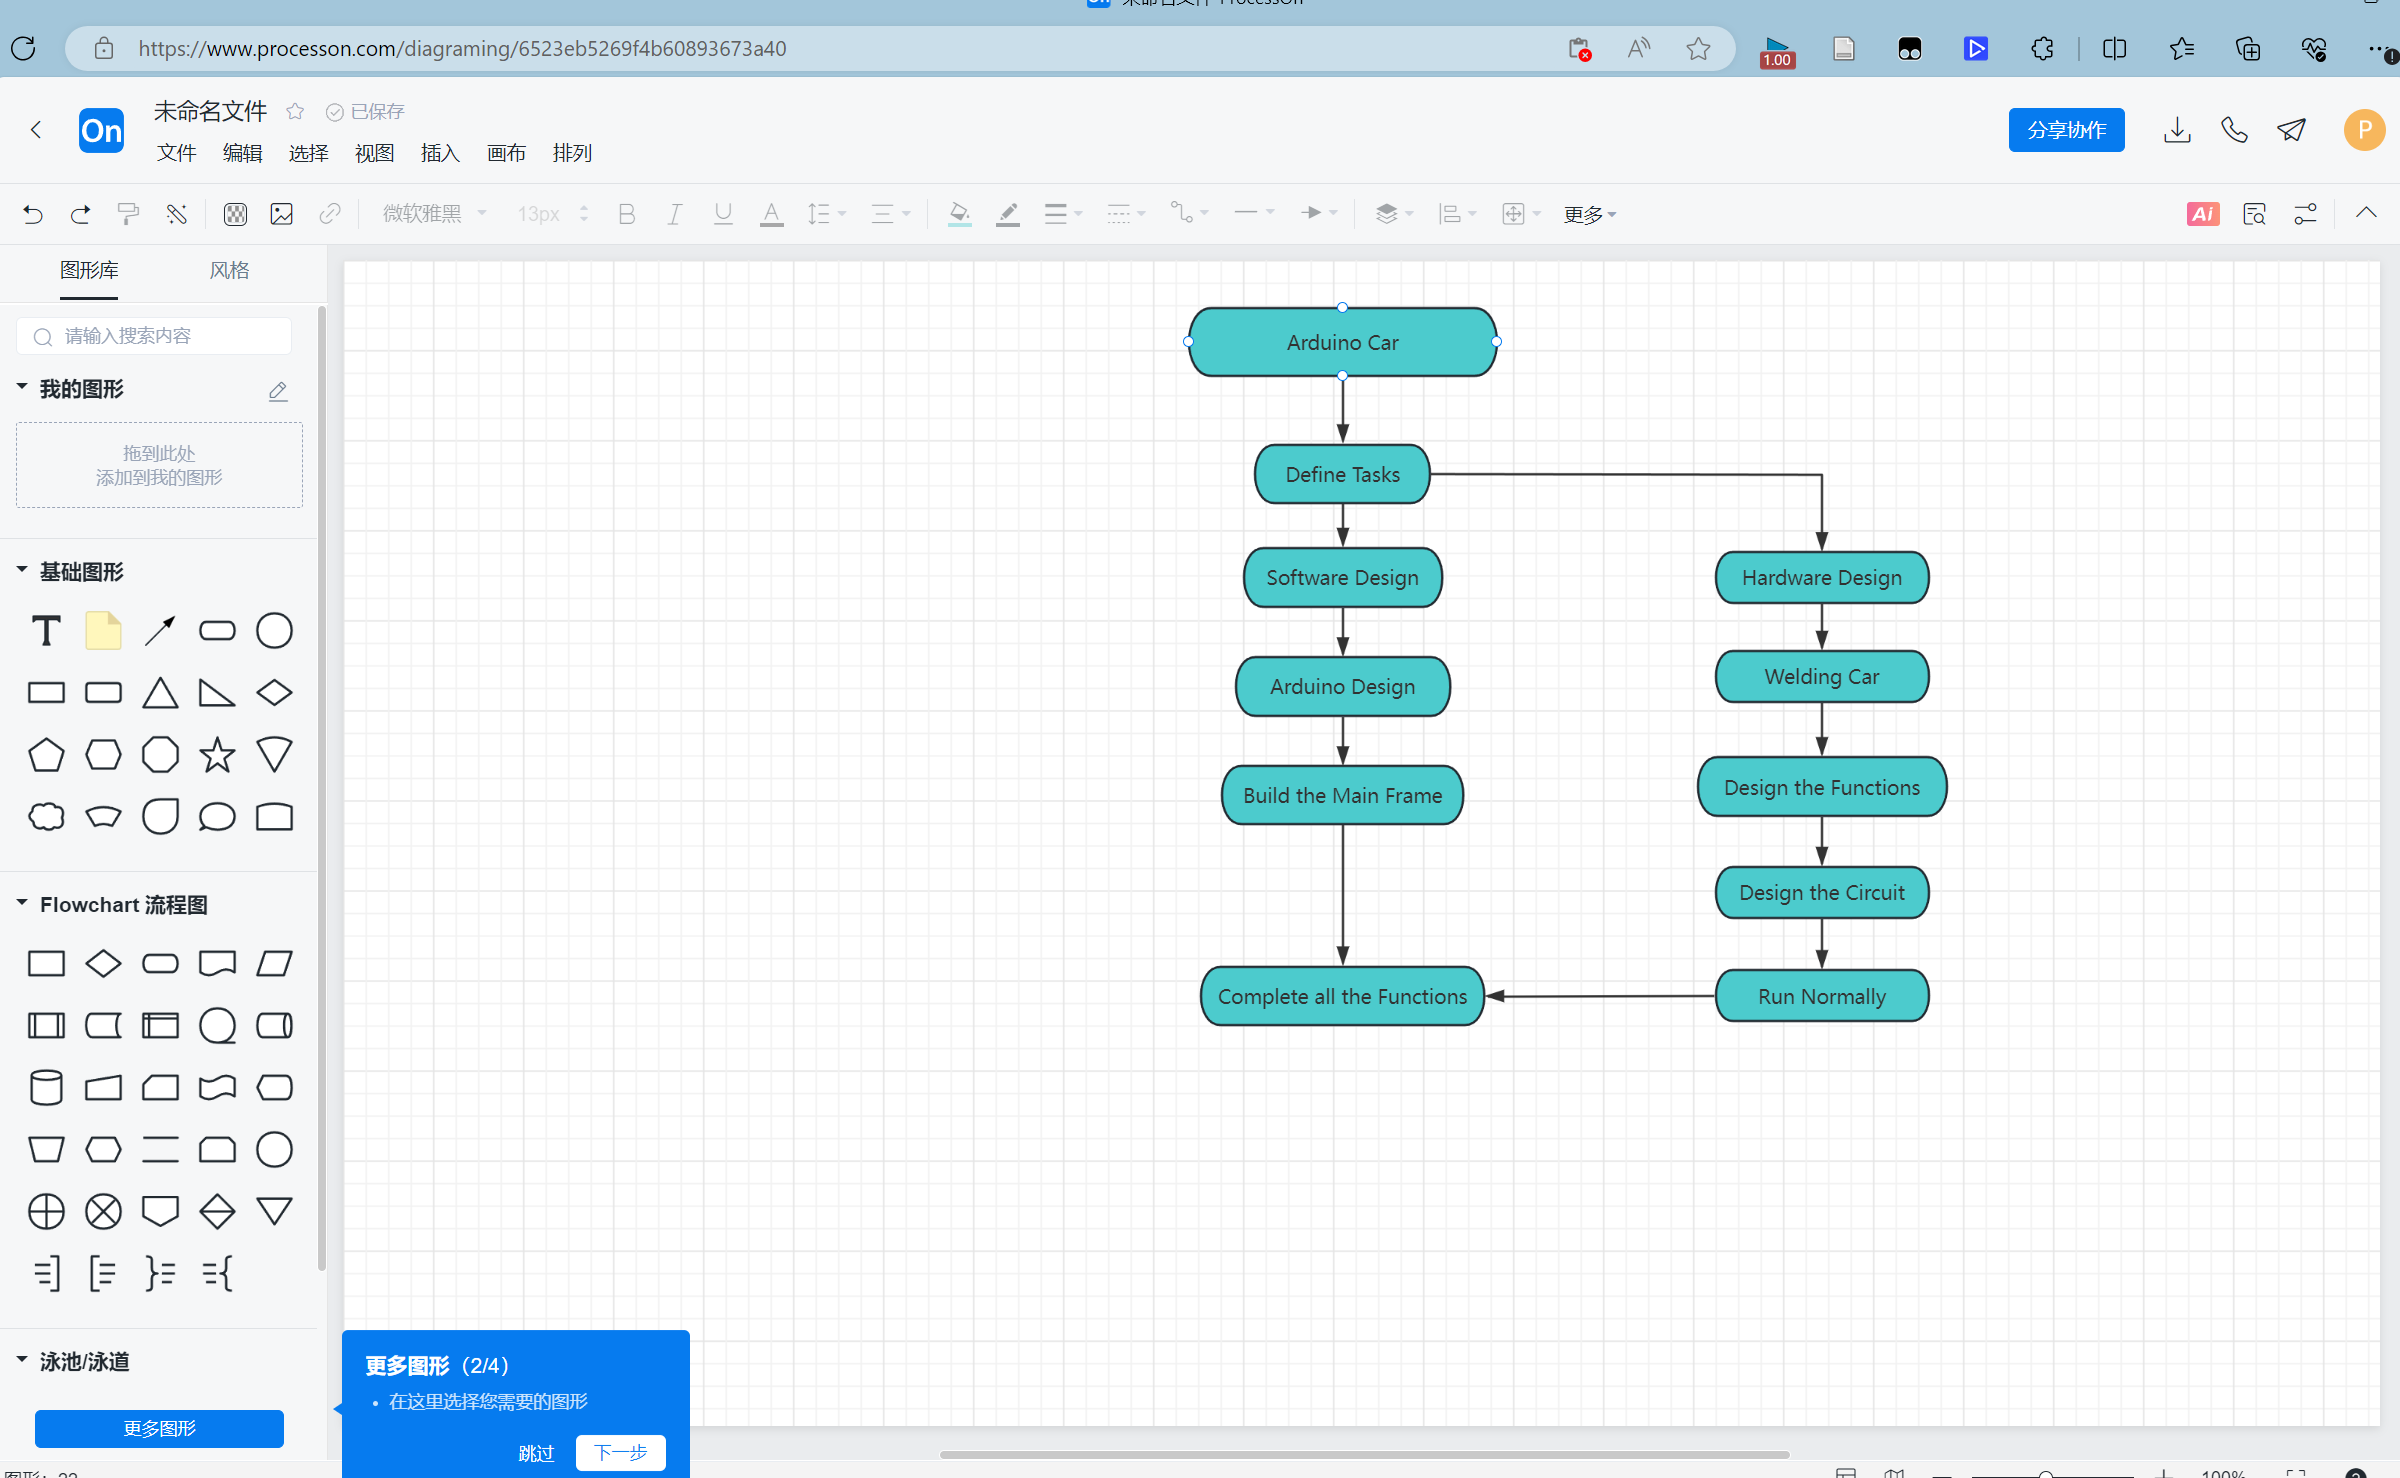 https://www.processon.com/diagraming/6523eb5269f4b60893673a40
1.00
On
未命名文件
已保存
文件 编辑 选择 视图 插入 画布 排列
分享协作
P
微软雅黑 13px B I U A
更多
Ai
图形库 风格
请输入搜索内容
我的图形
拖到此处
添加到我的图形
基础图形
T
Flowchart 流程图
泳池/泳道
更多图形
Arduino Car
Define Tasks
Software Design
Hardware Design
Arduino Design
Welding Car
Build the Main Frame
Design the Functions
Design the Circuit
Complete all the Functions
Run Normally
更多图形（2/4）
• 在这里选择您需要的图形
跳过 下一步
100%